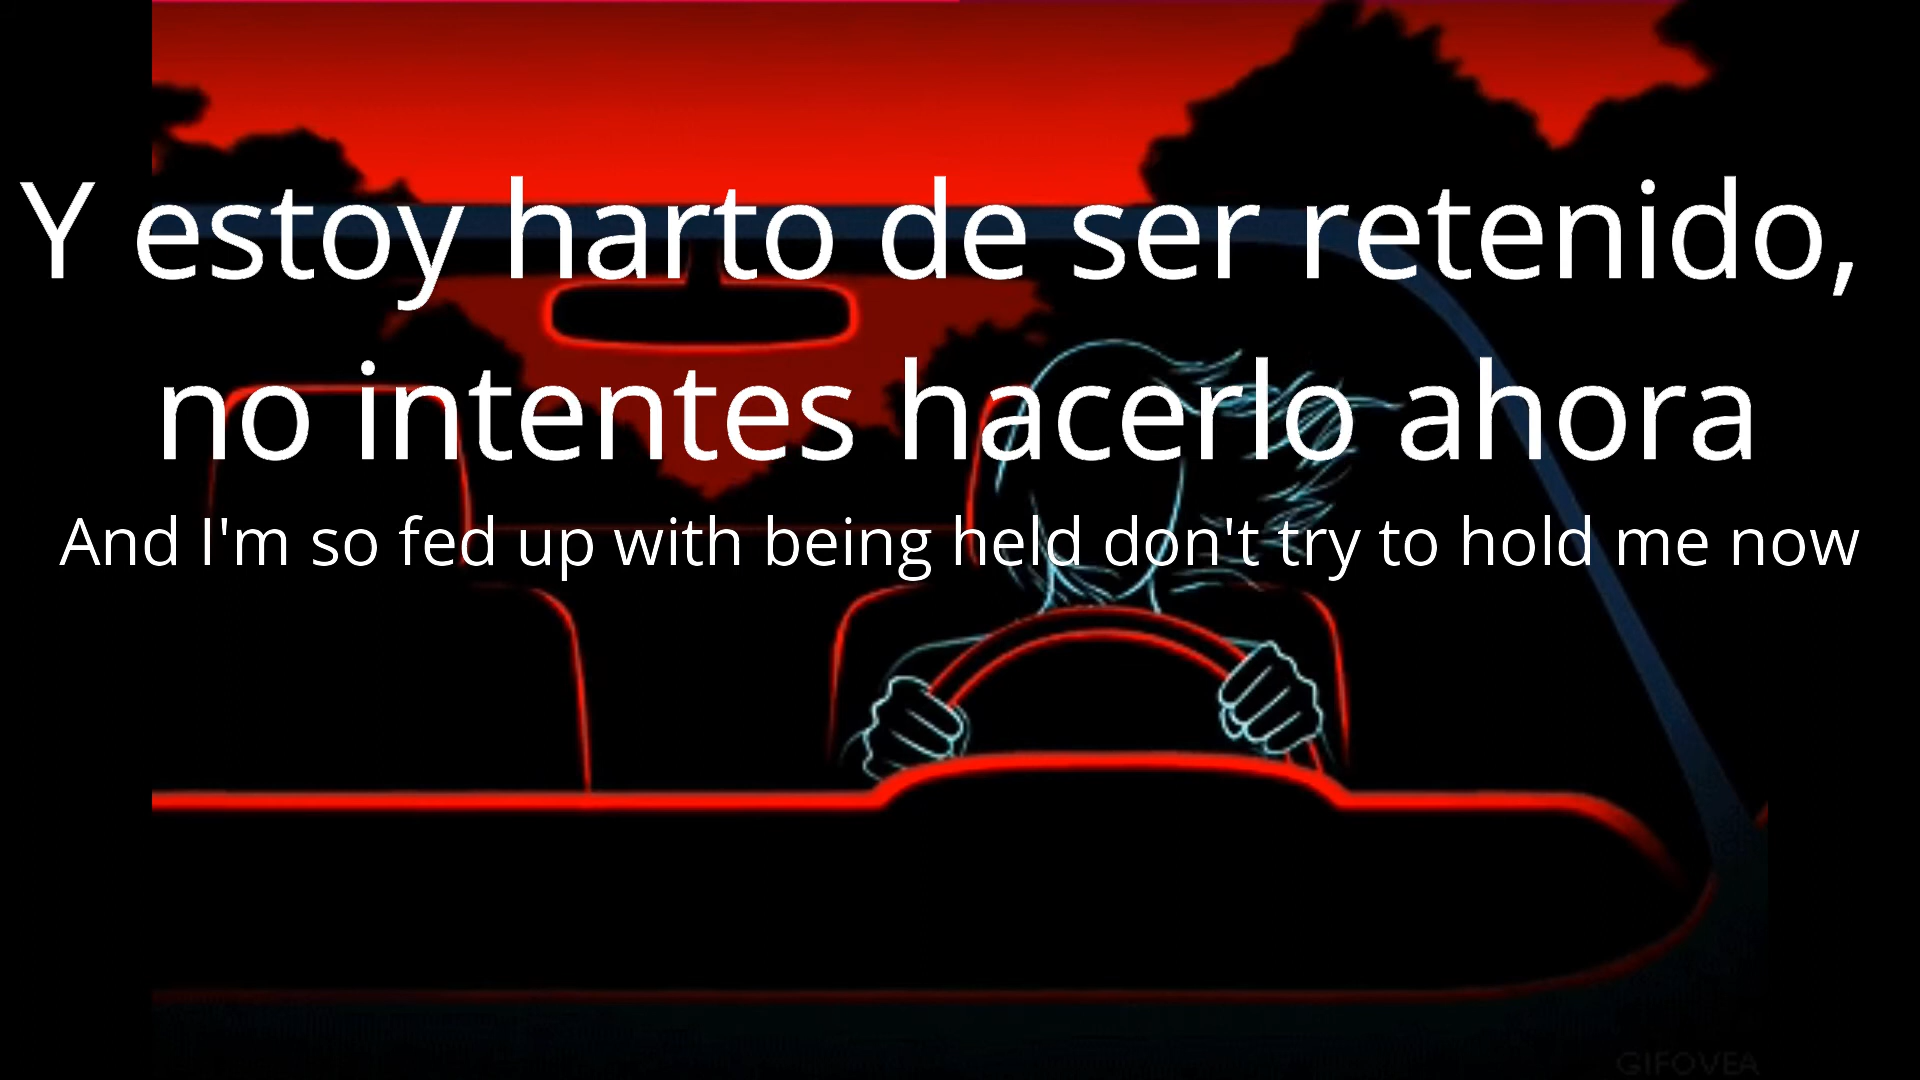 Y estoy harto de ser retenido,
no intentes hacerlo ahora
And I'm so fed up with being held don't try to hold me now
GIFOVEA